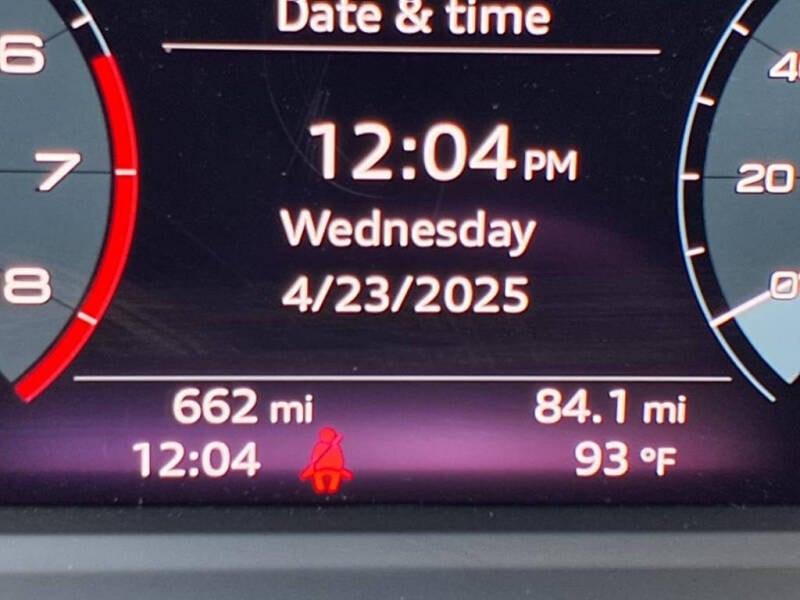 Date & time
12:04 PM
Wednesday
4/23/2025
6
7
8
40
20
0
662 mi
84.1 mi
12:04
93 °F